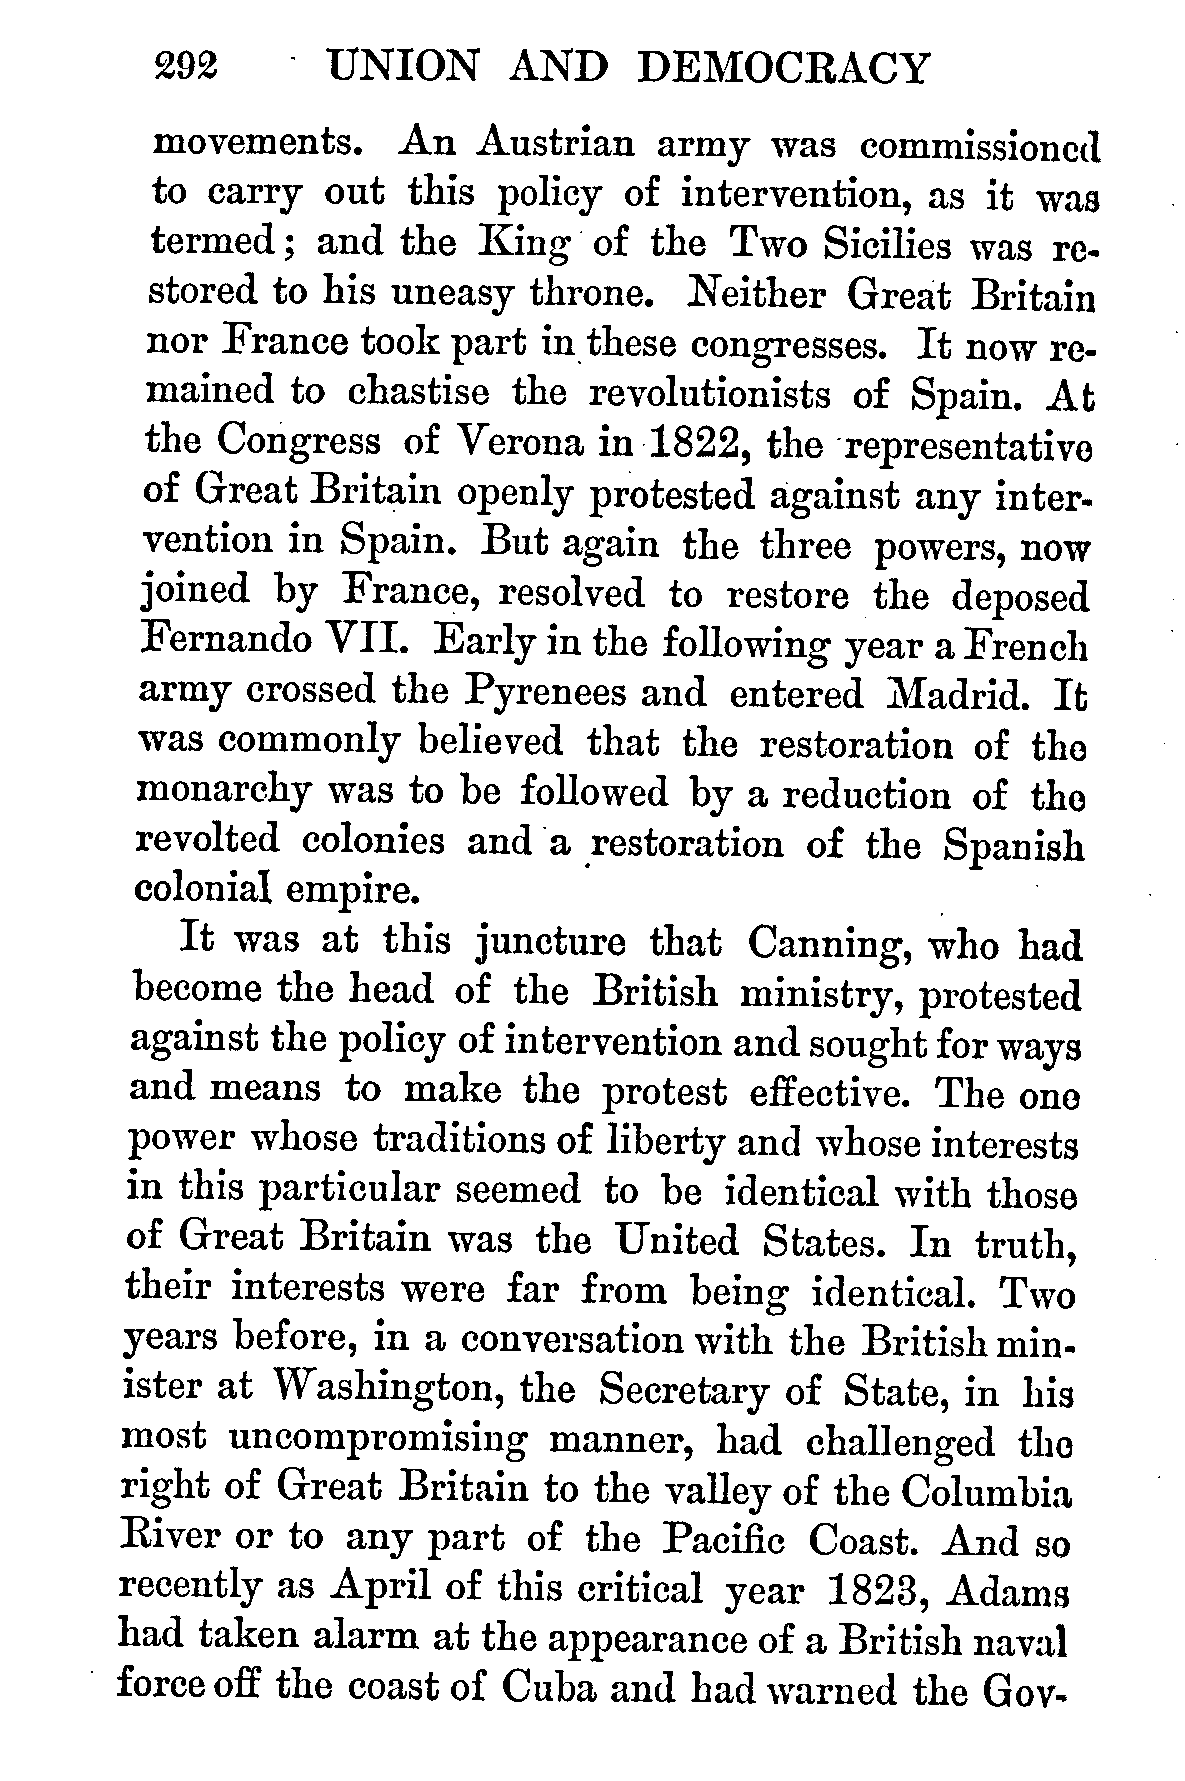 292 UNION AND DEMOCRACY
movements. An Austrian army was commissioned
to carry out this policy of intervention, as it was
termed; and the King of the Two Sicilies was re-
stored to his uneasy throne. Neither Great Britain
nor France took part in these congresses. It now re-
mained to chastise the revolutionists of Spain. At
the Congress of Verona in 1822, the representative
of Great Britain openly protested against any inter-
vention in Spain. But again the three powers, now
joined by France, resolved to restore the deposed
Fernando VII. Early in the following year a French
army crossed the Pyrenees and entered Madrid. It
was commonly believed that the restoration of the
monarchy was to be followed by a reduction of the
revolted colonies and a restoration of the Spanish
colonial empire.
It was at this juncture that Canning, who had
become the head of the British ministry, protested
against the policy of intervention and sought for ways
and means to make the protest effective. The one
power whose traditions of liberty and whose interests
in this particular seemed to be identical with those
of Great Britain was the United States. In truth,
their interests were far from being identical. Two
years before, in a conversation with the British min-
ister at Washington, the Secretary of State, in his
most uncompromising manner, had challenged the
right of Great Britain to the valley of the Columbia
River or to any part of the Pacific Coast. And so
recently as April of this critical year 1823, Adams
had taken alarm at the appearance of a British naval
force off the coast of Cuba and had warned the Gov-